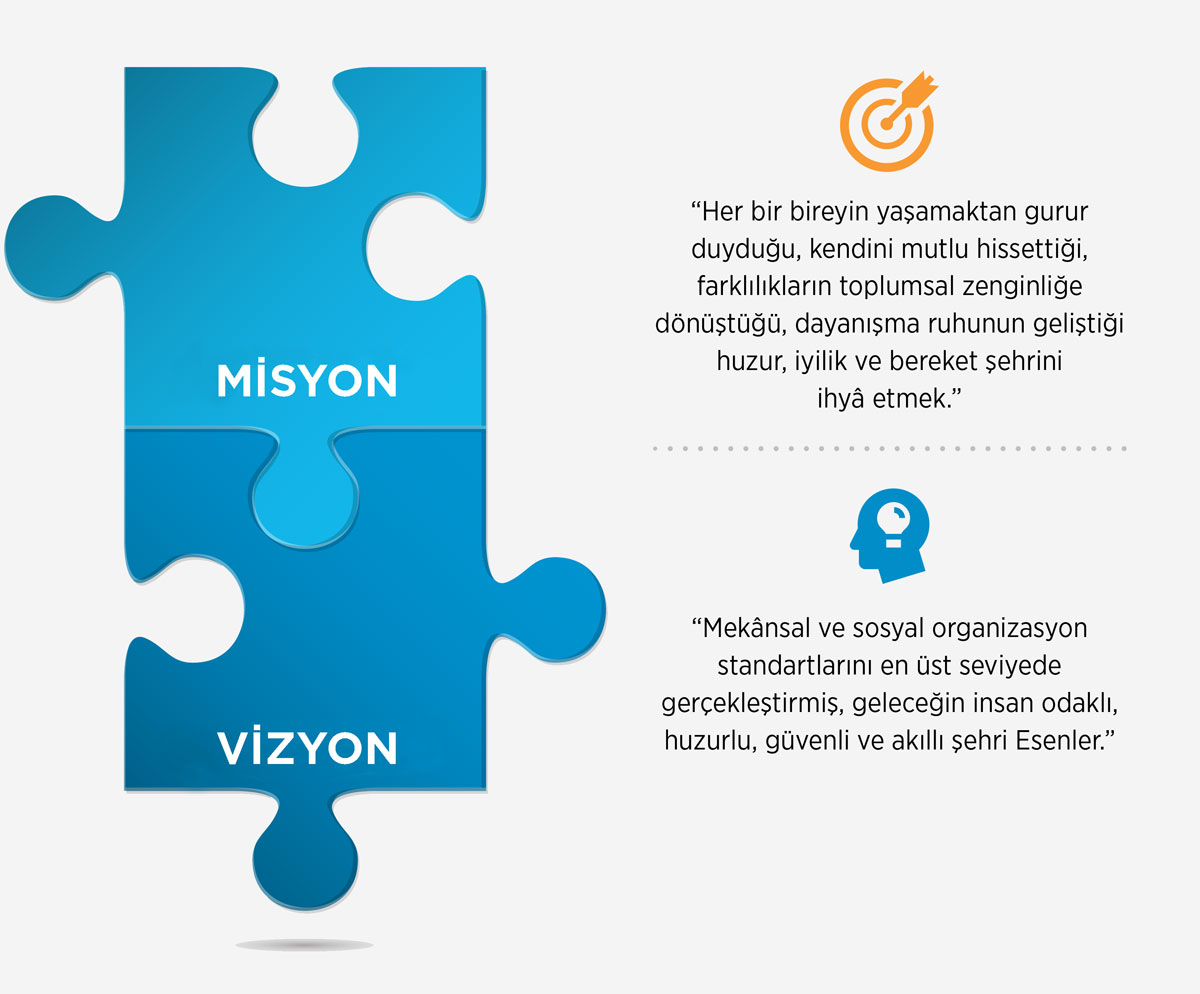 MİSYON
“Her bir bireyin yaşamaktan gurur
duyduğu, kendini mutlu hissettiği,
farklılıkların toplumsal zenginliğe
dönüştüğü, dayanışma ruhunun geliştiği
huzur, iyilik ve bereket şehrini
ihyâ etmek.”
VİZYON
“Mekânsal ve sosyal organizasyon
standartlarını en üst seviyede
gerçekleştirmiş, geleceğin insan odaklı,
huzurlu, güvenli ve akıllı şehri Esenler.”